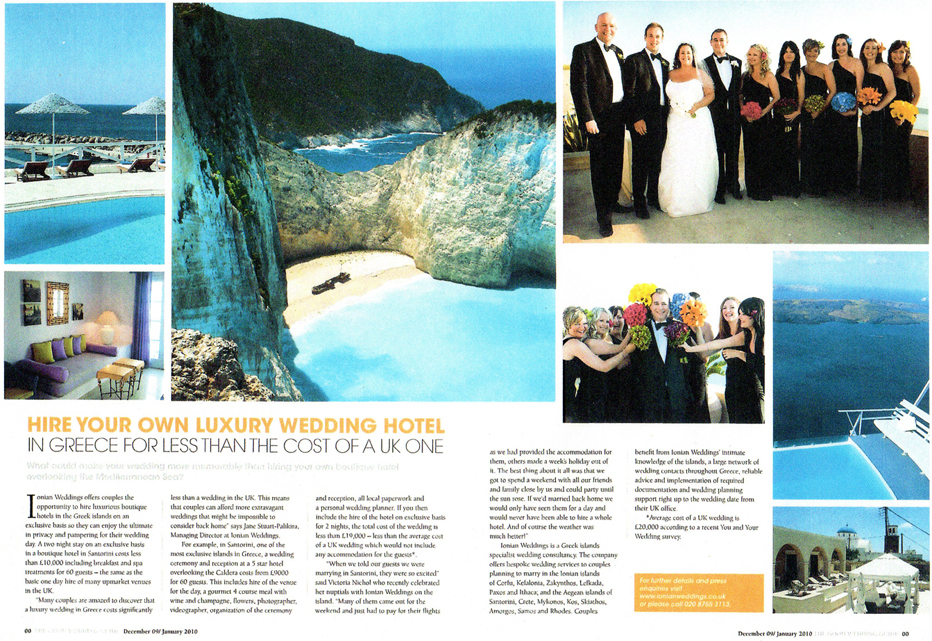 HIRE YOUR OWN LUXURY WEDDING HOTEL
IN GREECE FOR LESS THAN THE COST OF A UK ONE
What could make your wedding more memorable than hiring your own boutique hotel
overlooking the Mediterranean Sea?
Ionian Weddings offers couples the
opportunity to hire luxurious boutique
hotels in the Greek islands on an
exclusive basis so they can enjoy the ultimate
in privacy and pampering for their wedding
day. A two night stay on an exclusive basis
in a boutique hotel in Santorini costs less
than £10,000 including breakfast and spa
treatments for 60 guests – the same as the
basic one day hire of many upmarket venues
in the UK.
"Many couples are amazed to discover that
a luxury wedding in Greece costs significantly
less than a wedding in the UK. This means
that couples can afford more extravagant
weddings that might be impossible to
consider back home" says Jane Stuart-Palikira,
Managing Director at Ionian Weddings.
For example, in Santorini, one of the
most exclusive islands in Greece, a wedding
ceremony and reception at a 5 star hotel
overlooking the Caldera costs from £9000
for 60 guests. This includes hire of the venue
for the day, a gourmet 4 course meal with
wine and champagne, flowers, photographer,
videographer, organization of the ceremony
and reception, all local paperwork and
a personal wedding planner. If you then
include the hire of the hotel on exclusive basis
for 2 nights, the total cost of the wedding is
less than £19,000 – less than the average cost
of a UK wedding which would not include
any accommodation for the guests*.
"When we told our guests we were
marrying in Santorini, they were so excited"
said Victoria Nichol who recently celebrated
her nuptials with Ionian Weddings on the
island. "Many of them came out for the
weekend and just had to pay for their flights
as we had provided the accommodation for
them, others made a weeks holiday out of
it. The best thing about it all was that we
got to spend a weekend with all our friends
and family close by us and could party until
the sun rose. If we'd married back home we
would only have seen them for a day and
would never have been able to hire a whole
hotel. And of course the weather was
much better!"
Ionian Weddings is a Greek islands
specialist wedding consultancy. The company
offers bespoke wedding services to couples
planning to marry in the Ionian islands
of Corfu, Kefalonia, Zakynthos, Lefkada,
Paxos and Ithaca, and the Aegean islands of
Santorini, Crete, Mykonos, Kos, Skiathos,
Amorgos, Samos and Rhodes. Couples
benefit from Ionian Weddings' intimate
knowledge of the islands, a large network of
wedding contacts throughout Greece, reliable
advice and implementation of required
documentation and wedding planning
support right up to the wedding date from
their UK office.
*Average cost of a UK wedding is
£20,000 according to a recent You and Your
Wedding survey.
For further details and press
enquiries visit
www.ionianweddings.co.uk
or please call 020 8755 3113.
00 December 09/January 2010
December 09/January 2010 00